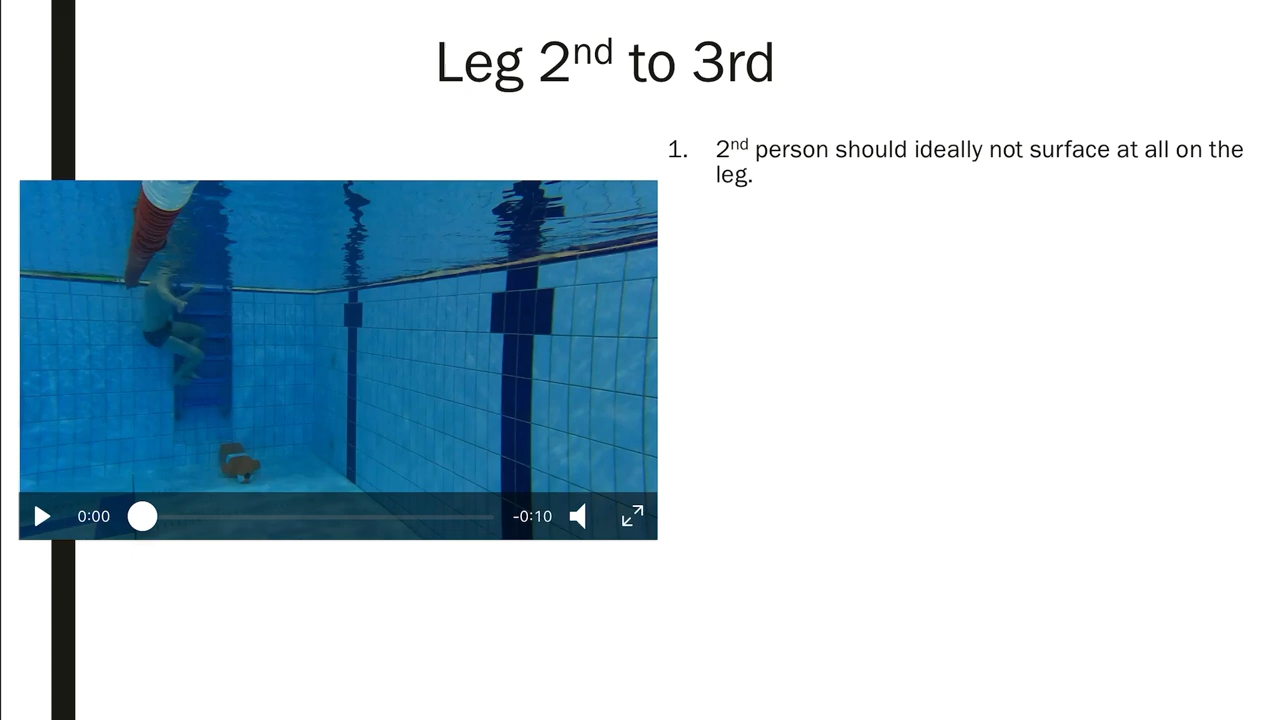 Leg 2nd to 3rd
1. 2nd person should ideally not surface at all on the
leg.
0:00
-0:10